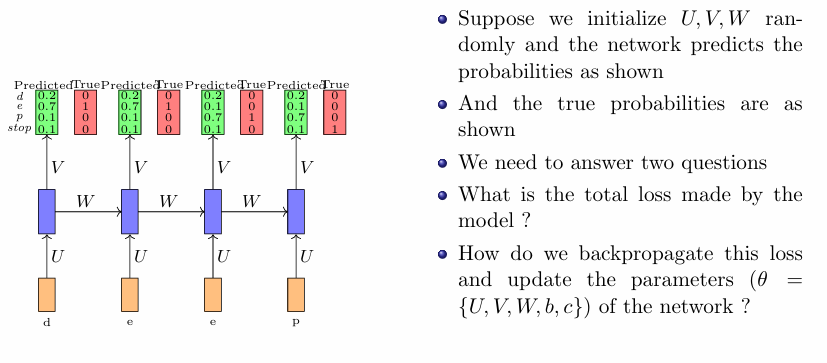 Predicted True Predicted True Predicted True Predicted True
d 0.2 0 0.2 0 0.2 0 0.2 0
e 0.7 1 0.7 1 0.1 0 0.1 0
p 0.1 0 0.1 0 0.7 1 0.7 0
stop 0.1 0 0.1 0 0.1 0 0.1 1
V V V V
W W W
U U U U
d e e p
Suppose we initialize U, V, W ran-
domly and the network predicts the
probabilities as shown
And the true probabilities are as
shown
We need to answer two questions
What is the total loss made by the
model ?
How do we backpropagate this loss
and update the parameters (θ =
{U, V, W, b, c}) of the network ?